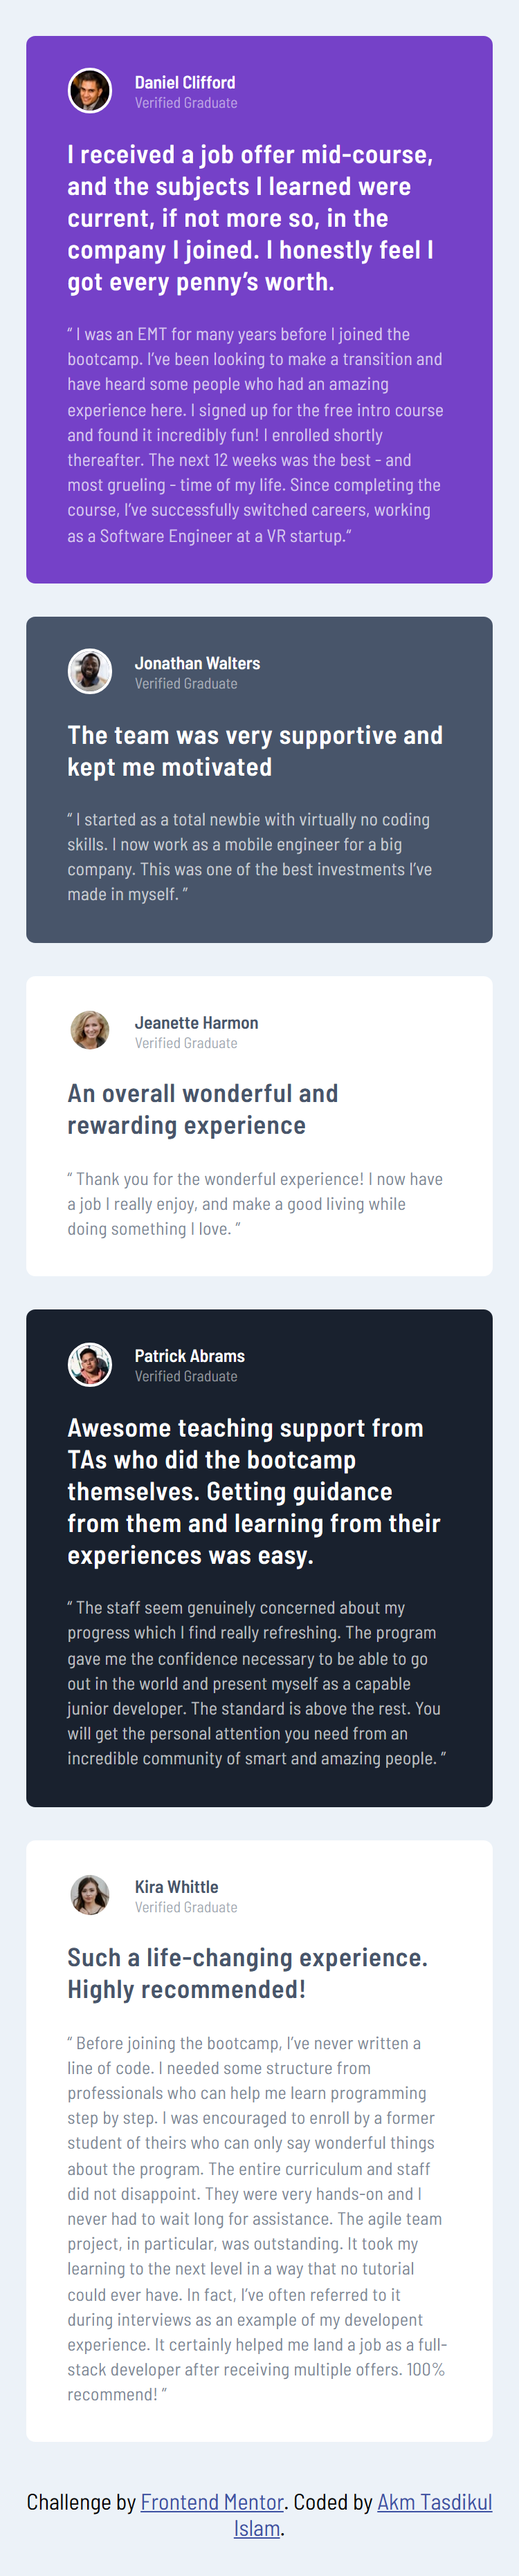 Daniel Clifford
Verified Graduate
I received a job offer mid-course,
and the subjects I learned were
current, if not more so, in the
company I joined. I honestly feel I
got every penny’s worth.
“ I was an EMT for many years before I joined the
bootcamp. I’ve been looking to make a transition and
have heard some people who had an amazing
experience here. I signed up for the free intro course
and found it incredibly fun! I enrolled shortly
thereafter. The next 12 weeks was the best - and
most grueling - time of my life. Since completing the
course, I’ve successfully switched careers, working
as a Software Engineer at a VR startup.“
Jonathan Walters
Verified Graduate
The team was very supportive and
kept me motivated
“ I started as a total newbie with virtually no coding
skills. I now work as a mobile engineer for a big
company. This was one of the best investments I’ve
made in myself. ”
Jeanette Harmon
Verified Graduate
An overall wonderful and
rewarding experience
“ Thank you for the wonderful experience! I now have
a job I really enjoy, and make a good living while
doing something I love. ”
Patrick Abrams
Verified Graduate
Awesome teaching support from
TAs who did the bootcamp
themselves. Getting guidance
from them and learning from their
experiences was easy.
“ The staff seem genuinely concerned about my
progress which I find really refreshing. The program
gave me the confidence necessary to be able to go
out in the world and present myself as a capable
junior developer. The standard is above the rest. You
will get the personal attention you need from an
incredible community of smart and amazing people. ”
Kira Whittle
Verified Graduate
Such a life-changing experience.
Highly recommended!
“ Before joining the bootcamp, I’ve never written a
line of code. I needed some structure from
professionals who can help me learn programming
step by step. I was encouraged to enroll by a former
student of theirs who can only say wonderful things
about the program. The entire curriculum and staff
did not disappoint. They were very hands-on and I
never had to wait long for assistance. The agile team
project, in particular, was outstanding. It took my
learning to the next level in a way that no tutorial
could ever have. In fact, I’ve often referred to it
during interviews as an example of my developent
experience. It certainly helped me land a job as a full-
stack developer after receiving multiple offers. 100%
recommend! ”
Challenge by Frontend Mentor. Coded by Akm Tasdikul
Islam.